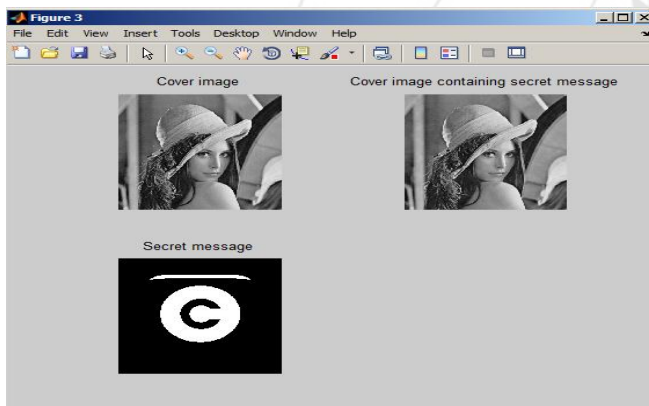 Figure 3
File Edit View Insert Tools Desktop Window Help
Cover image
Cover image containing secret message
Secret message
C